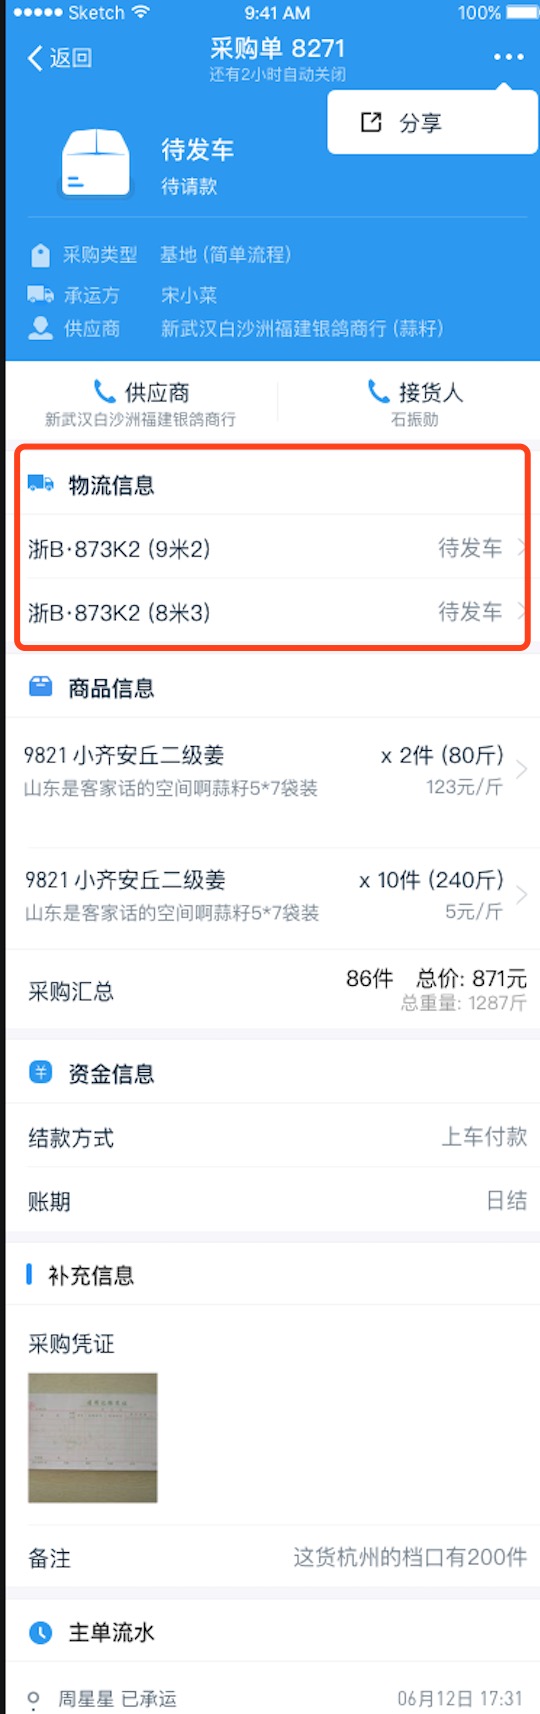 Sketch 9:41 AM 100%
返回 采购单 8271
还有2小时自动关闭
分享
待发车
待请款
采购类型 基地 (简单流程)
承运方 宋小菜
供应商 新武汉白沙洲福建银鸽商行 (蒜籽)
供应商 接货人
新武汉白沙洲福建银鸽商行 石振勋
物流信息
浙B·873K2 (9米2) 待发车
浙B·873K2 (8米3) 待发车
商品信息
9821 小齐安丘二级姜 x 2件 (80斤)
山东是客家话的空间啊蒜籽5*7袋装 123元/斤
9821 小齐安丘二级姜 x 10件 (240斤)
山东是客家话的空间啊蒜籽5*7袋装 5元/斤
采购汇总 86件 总价: 871元
总重量: 1287斤
资金信息
结款方式 上车付款
账期 日结
补充信息
采购凭证
备注 这货杭州的档口有200件
主单流水
周星星 已承运 06月12日 17:31